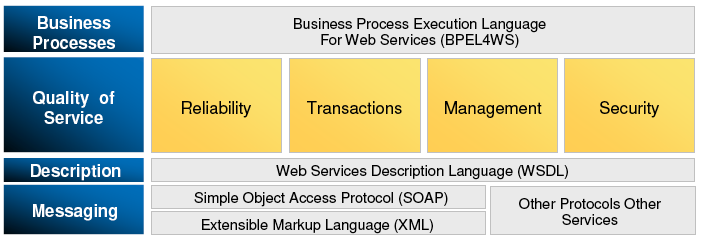 Business
Processes
Business Process Execution Language
For Web Services (BPEL4WS)
Quality of
Service
Reliability
Transactions
Management
Security
Description
Web Services Description Language (WSDL)
Messaging
Simple Object Access Protocol (SOAP)
Extensible Markup Language (XML)
Other Protocols Other
Services